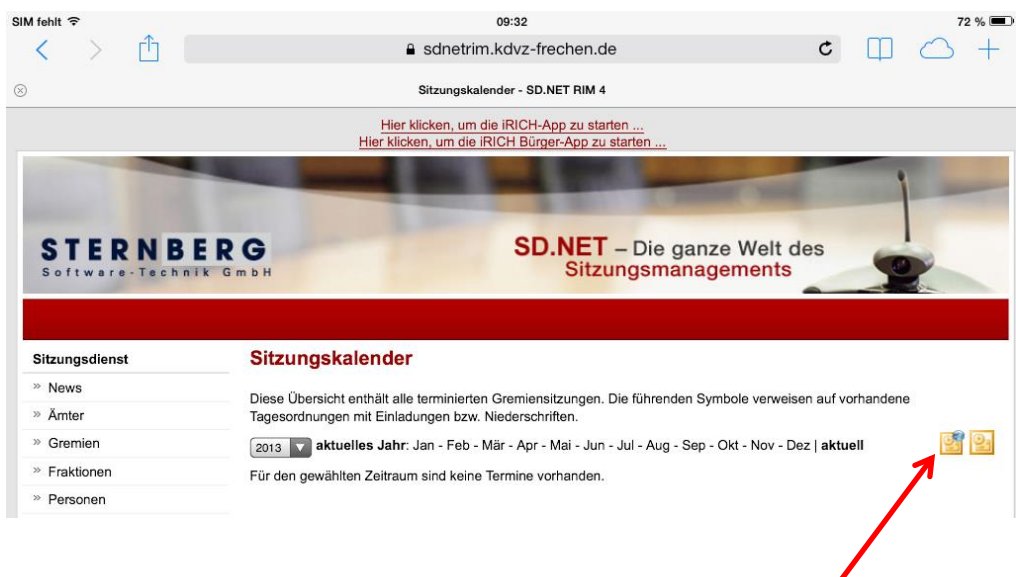 SIM fehlt 09:32 72 %
sdnetrim.kdvz-frechen.de
Sitzungskalender - SD.NET RIM 4
Hier klicken, um die iRICH-App zu starten ...
Hier klicken, um die iRICH Bürger-App zu starten ...
STERNBERG
Software-Technik GmbH
SD.NET – Die ganze Welt des
Sitzungsmanagements
Sitzungsdienst
» News
» Ämter
» Gremien
» Fraktionen
» Personen
Sitzungskalender
Diese Übersicht enthält alle terminierten Gremiensitzungen. Die führenden Symbole verweisen auf vorhandene
Tagesordnungen mit Einladungen bzw. Niederschriften.
2013 aktuelles Jahr: Jan - Feb - Mär - Apr - Mai - Jun - Jul - Aug - Sep - Okt - Nov - Dez | aktuell
Für den gewählten Zeitraum sind keine Termine vorhanden.